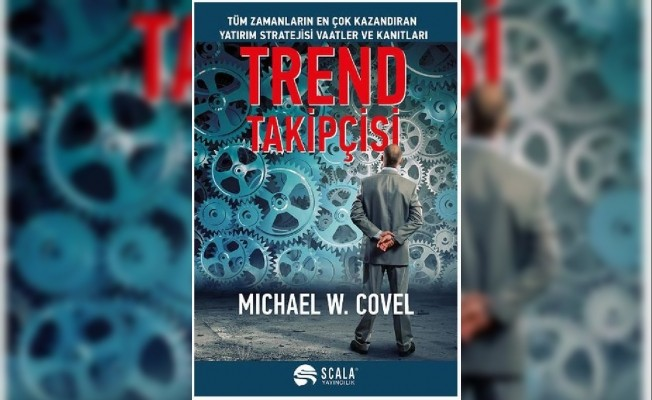 TÜM ZAMANLARIN EN ÇOK KAZANDIRAN
YATIRIM STRATEJİSİ VAATLER VE KANITLARI
TREND
TAKİPÇİSİ
MICHAEL W. COVEL
SCALA
YAYINCILIK